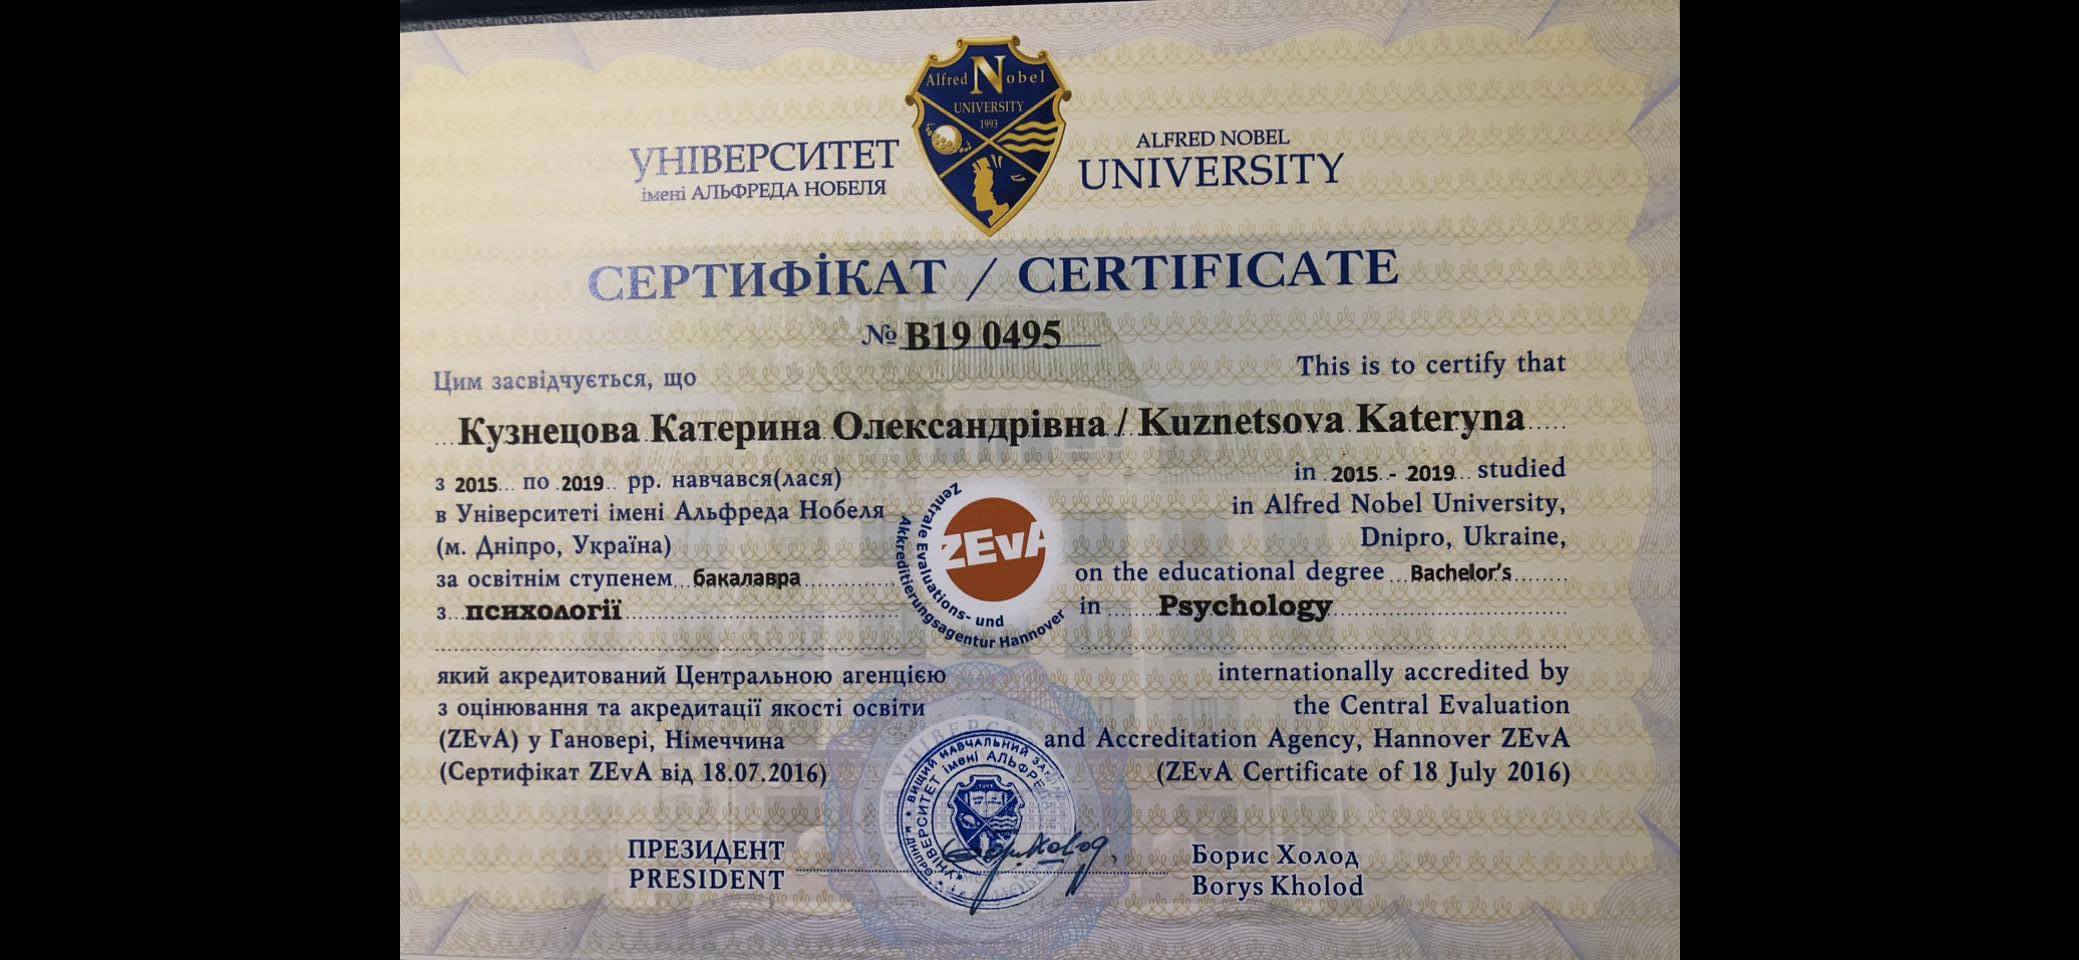 Alfred Nobel
UNIVERSITY
1993
УНІВЕРСИТЕТ
імені АЛЬФРЕДА НОБЕЛЯ
ALFRED NOBEL
UNIVERSITY
СЕРТИФІКАТ / CERTIFICATE
№ B19 0495
Цим засвідчується, що
This is to certify that
Кузнецова Катерина Олександрівна / Kuznetsova Kateryna
з 2015 по 2019 рр. навчався(лася)
в Університеті імені Альфреда Нобеля
(м. Дніпро, Україна)
за освітнім ступенем бакалавра
з психології
ZEvA
Zentrale Evaluations- und
Akkreditierungsagentur Hannover
in 2015 - 2019 studied
in Alfred Nobel University,
Dnipro, Ukraine,
on the educational degree Bachelor's
in Psychology
який акредитований Центральною агенцією
з оцінювання та акредитації якості освіти
(ZEvA) у Гановері, Німеччина
(Сертифікат ZEvA від 18.07.2016)
internationally accredited by
the Central Evaluation
and Accreditation Agency, Hannover ZEvA
(ZEvA Certificate of 18 July 2016)
ВИЩИЙ НАВЧАЛЬНИЙ
УНІВЕРСИТЕТ імені АЛЬФРЕДА
ПРЕЗИДЕНТ
PRESIDENT
Борис Холод
Borys Kholod